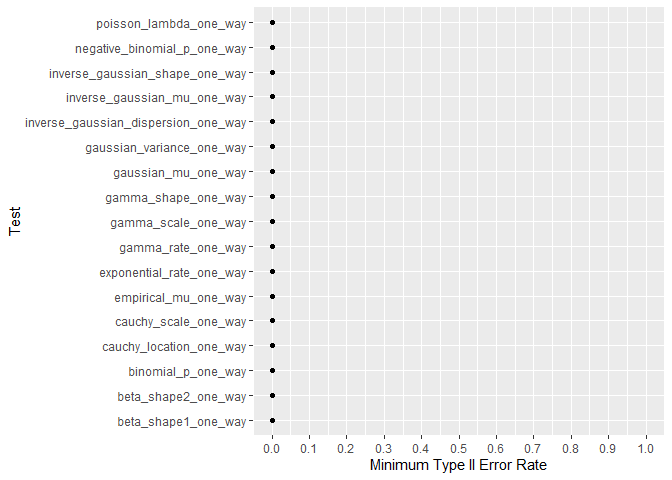 poisson_lambda_one_way
negative_binomial_p_one_way
inverse_gaussian_shape_one_way
inverse_gaussian_mu_one_way
inverse_gaussian_dispersion_one_way
gaussian_variance_one_way
gaussian_mu_one_way
gamma_shape_one_way
gamma_scale_one_way
gamma_rate_one_way
exponential_rate_one_way
empirical_mu_one_way
cauchy_scale_one_way
cauchy_location_one_way
binomial_p_one_way
beta_shape2_one_way
beta_shape1_one_way
Test
0.0 0.1 0.2 0.3 0.4 0.5 0.6 0.7 0.8 0.9 1.0
Minimum Type II Error Rate